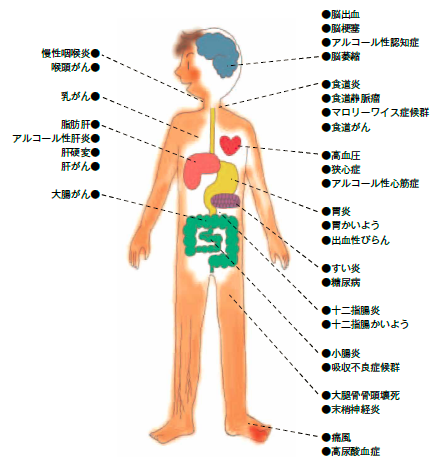 慢性咽喉炎●
喉頭がん●
乳がん●
脂肪肝●
アルコール性肝炎●
肝硬変●
肝がん●
大腸がん●
●脳出血
●脳梗塞
●アルコール性認知症
●脳萎縮
●食道炎
●食道静脈瘤
●マロリーワイス症候群
●食道がん
●高血圧
●狭心症
●アルコール性心筋症
●胃炎
●胃かいよう
●出血性びらん
●すい炎
●糖尿病
●十二指腸炎
●十二指腸かいよう
●小腸炎
●吸収不良症候群
●大腿骨骨頭壊死
●末梢神経炎
●痛風
●高尿酸血症